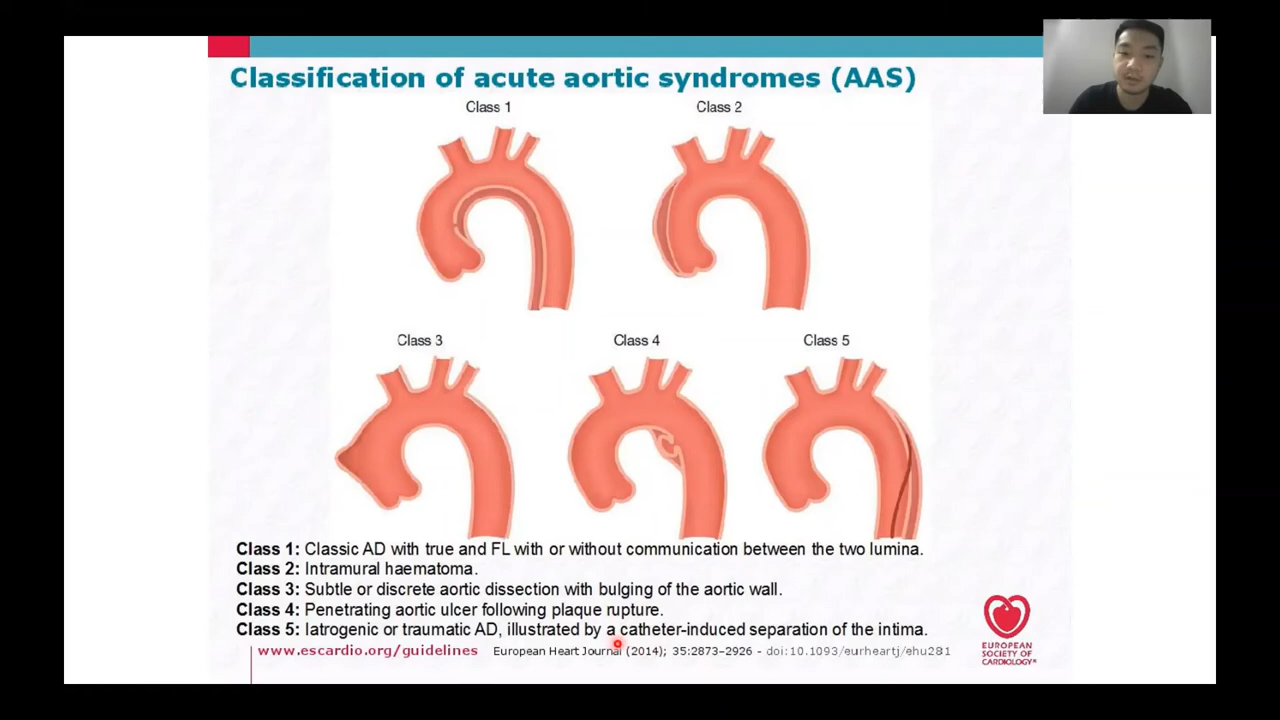 Classification of acute aortic syndromes (AAS)
Class 1
Class 2
Class 3
Class 4
Class 5
Class 1: Classic AD with true and FL with or without communication between the two lumina.
Class 2: Intramural haematoma.
Class 3: Subtle or discrete aortic dissection with bulging of the aortic wall.
Class 4: Penetrating aortic ulcer following plaque rupture.
Class 5: Iatrogenic or traumatic AD, illustrated by a catheter-induced separation of the intima.
www.escardio.org/guidelines European Heart Journal (2014); 35:2873–2926 - doi:10.1093/eurheartj/ehu281
EUROPEAN
SOCIETY OF
CARDIOLOGY®